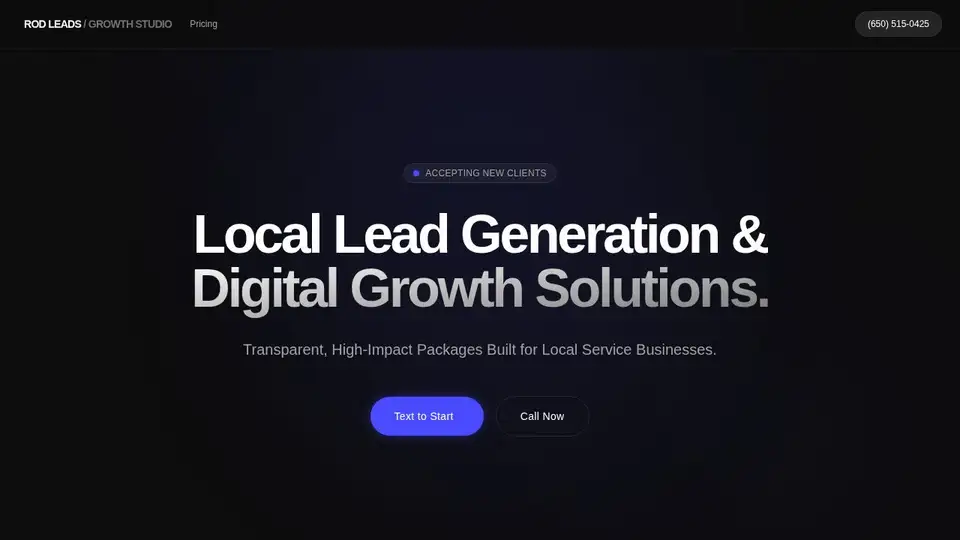 ROD LEADS / GROWTH STUDIO
Pricing
(650) 515-0425
ACCEPTING NEW CLIENTS
Local Lead Generation &
Digital Growth Solutions.
Transparent, High-Impact Packages Built for Local Service Businesses.
Text to Start
Call Now